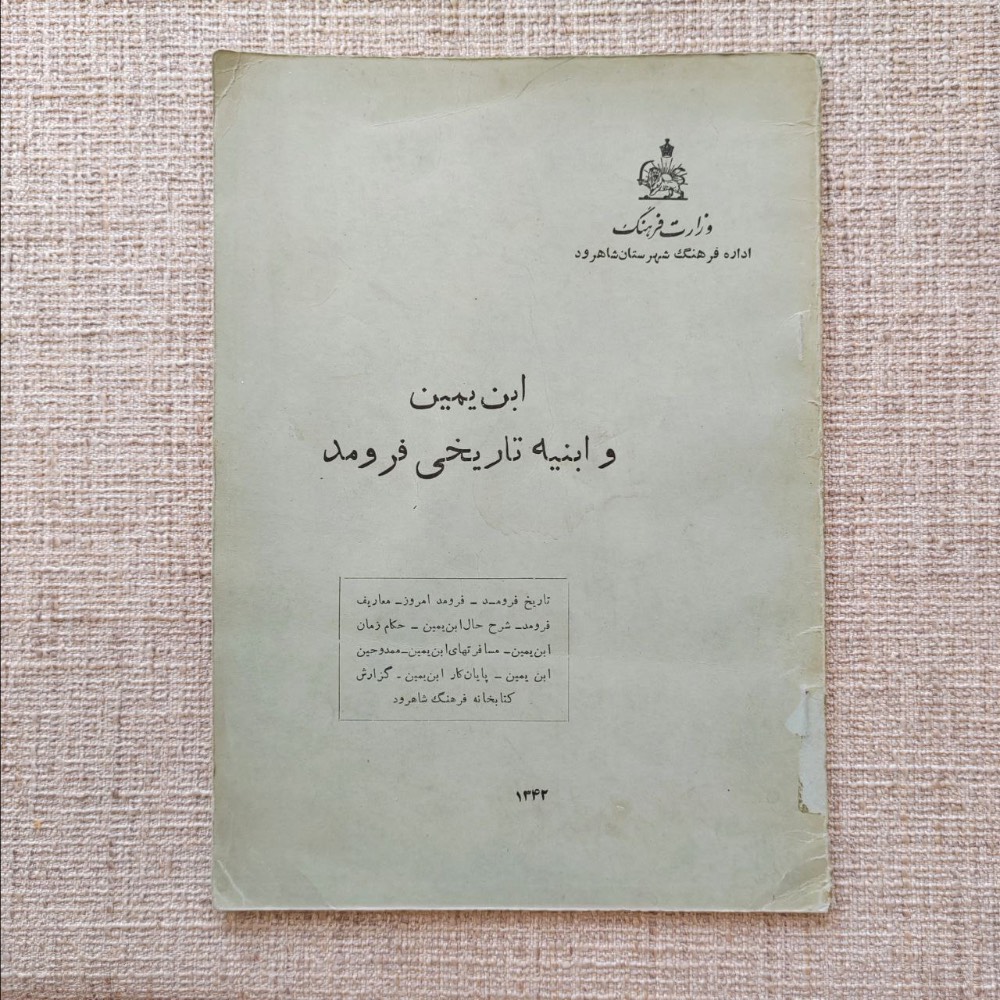 وزارت فرهنگ
اداره فرهنگ شهرستان شاهرود
ابن یمین
و ابنیه تاریخی فرومد
تاریخ فرومـد ـ فرومد امروز ـ معاریف
فرومد ـ شرح حال ابن یمین ـ حکام زمان
ابن یمین ـ مسافرتهای ابن یمین ـ ممدوحین
ابن یمین ـ پایان کار ابن یمین ـ گزارش
کتابخانه فرهنگ شاهرود
۱۳۴۲